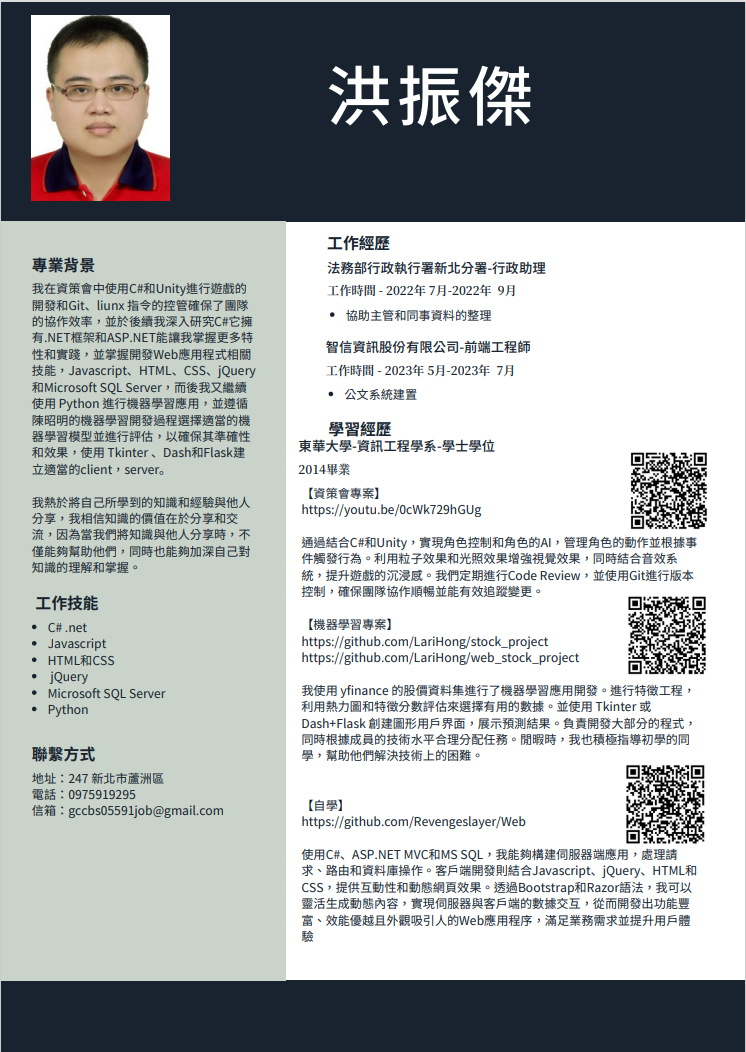 洪振傑
專業背景
我在資策會中使用C#和Unity進行遊戲的
開發和Git、liunx 指令的控管確保了團隊
的協作效率，並於後續我深入研究C#它擁
有.NET框架和ASP.NET能讓我掌握更多特
性和實踐，並掌握開發Web應用程式相關
技能，Javascript、HTML、CSS、jQuery
和Microsoft SQL Server，而後我又繼續
使用 Python 進行機器學習應用，並遵循
陳昭明的機器學習開發過程選擇適當的機
器學習模型並進行評估，以確保其準確性
和效果，使用 Tkinter 、Dash和Flask建
立適當的client，server。
我熱於將自己所學到的知識和經驗與他人
分享，我相信知識的價值在於分享和交
流，因為當我們將知識與他人分享時，不
僅能夠幫助他們，同時也能夠加深自己對
知識的理解和掌握。
工作技能
• C# .net
• Javascript
• HTML和CSS
• jQuery
• Microsoft SQL Server
• Python
聯繫方式
地址：247 新北市蘆洲區
電話：0975919295
信箱：gccbs05591job@gmail.com
工作經歷
法務部行政執行署新北分署-行政助理
工作時間 - 2022年 7月-2022年 9月
• 協助主管和同事資料的整理
智信資訊股份有限公司-前端工程師
工作時間 - 2023年 5月-2023年 7月
• 公文系統建置
學習經歷
東華大學-資訊工程學系-學士學位
2014畢業
【資策會專案】
https://youtu.be/0cWk729hGUg
通過結合C#和Unity，實現角色控制和角色的AI，管理角色的動作並根據事
件觸發行為。利用粒子效果和光照效果增強視覺效果，同時結合音效系
統，提升遊戲的沉浸感。我們定期進行Code Review，並使用Git進行版本
控制，確保團隊協作順暢並能有效追蹤變更。
【機器學習專案】
https://github.com/LariHong/stock_project
https://github.com/LariHong/web_stock_project
我使用 yfinance 的股價資料集進行了機器學習應用開發。進行特徵工程，
利用熱力圖和特徵分數評估來選擇有用的數據。並使用 Tkinter 或
Dash+Flask 創建圖形用戶界面，展示預測結果。負責開發大部分的程式，
同時根據成員的技術水平合理分配任務。閒暇時，我也積極指導初學的同
學，幫助他們解決技術上的困難。
【自學】
https://github.com/Revengeslayer/Web
使用C#、ASP.NET MVC和MS SQL，我能夠構建伺服器端應用，處理請
求、路由和資料庫操作。客戶端開發則結合Javascript、jQuery、HTML和
CSS，提供互動性和動態網頁效果。透過Bootstrap和Razor語法，我可以
靈活生成動態內容，實現伺服器與客戶端的數據交互，從而開發出功能豐
富、效能優越且外觀吸引人的Web應用程序，滿足業務需求並提升用戶體
驗